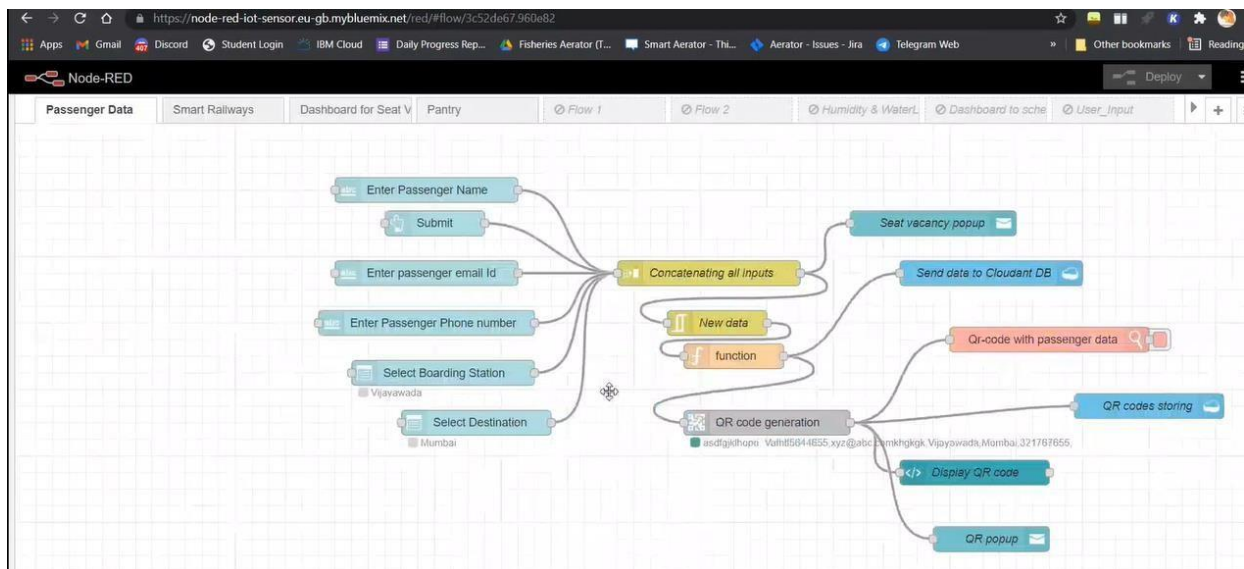 https://node-red-iot-sensor.eu-gb.mybluemix.net/red/#flow/3c52de67.960e82
Apps Gmail Discord Student Login IBM Cloud Daily Progress Rep... Fisheries Aerator (T... Smart Aerator - Thi... Aerator - Issues - Jira Telegram Web » Other bookmarks Reading
Node-RED Deploy
Passenger Data Smart Railways Dashboard for Seat V Pantry Flow 1 Flow 2 Humidity & WaterL Dashboard to sche User_Input +
Enter Passenger Name
Submit
Seat vacancy popup
Enter passenger email Id
Concatenating all inputs
Send data to Cloudant DB
Enter Passenger Phone number
New data
Qr-code with passenger data
function
Select Boarding Station
Vijayawada
QR codes storing
Select Destination
QR code generation
Mumbai
Vijayawada,Mumbai,321767655,
Display QR code
QR popup